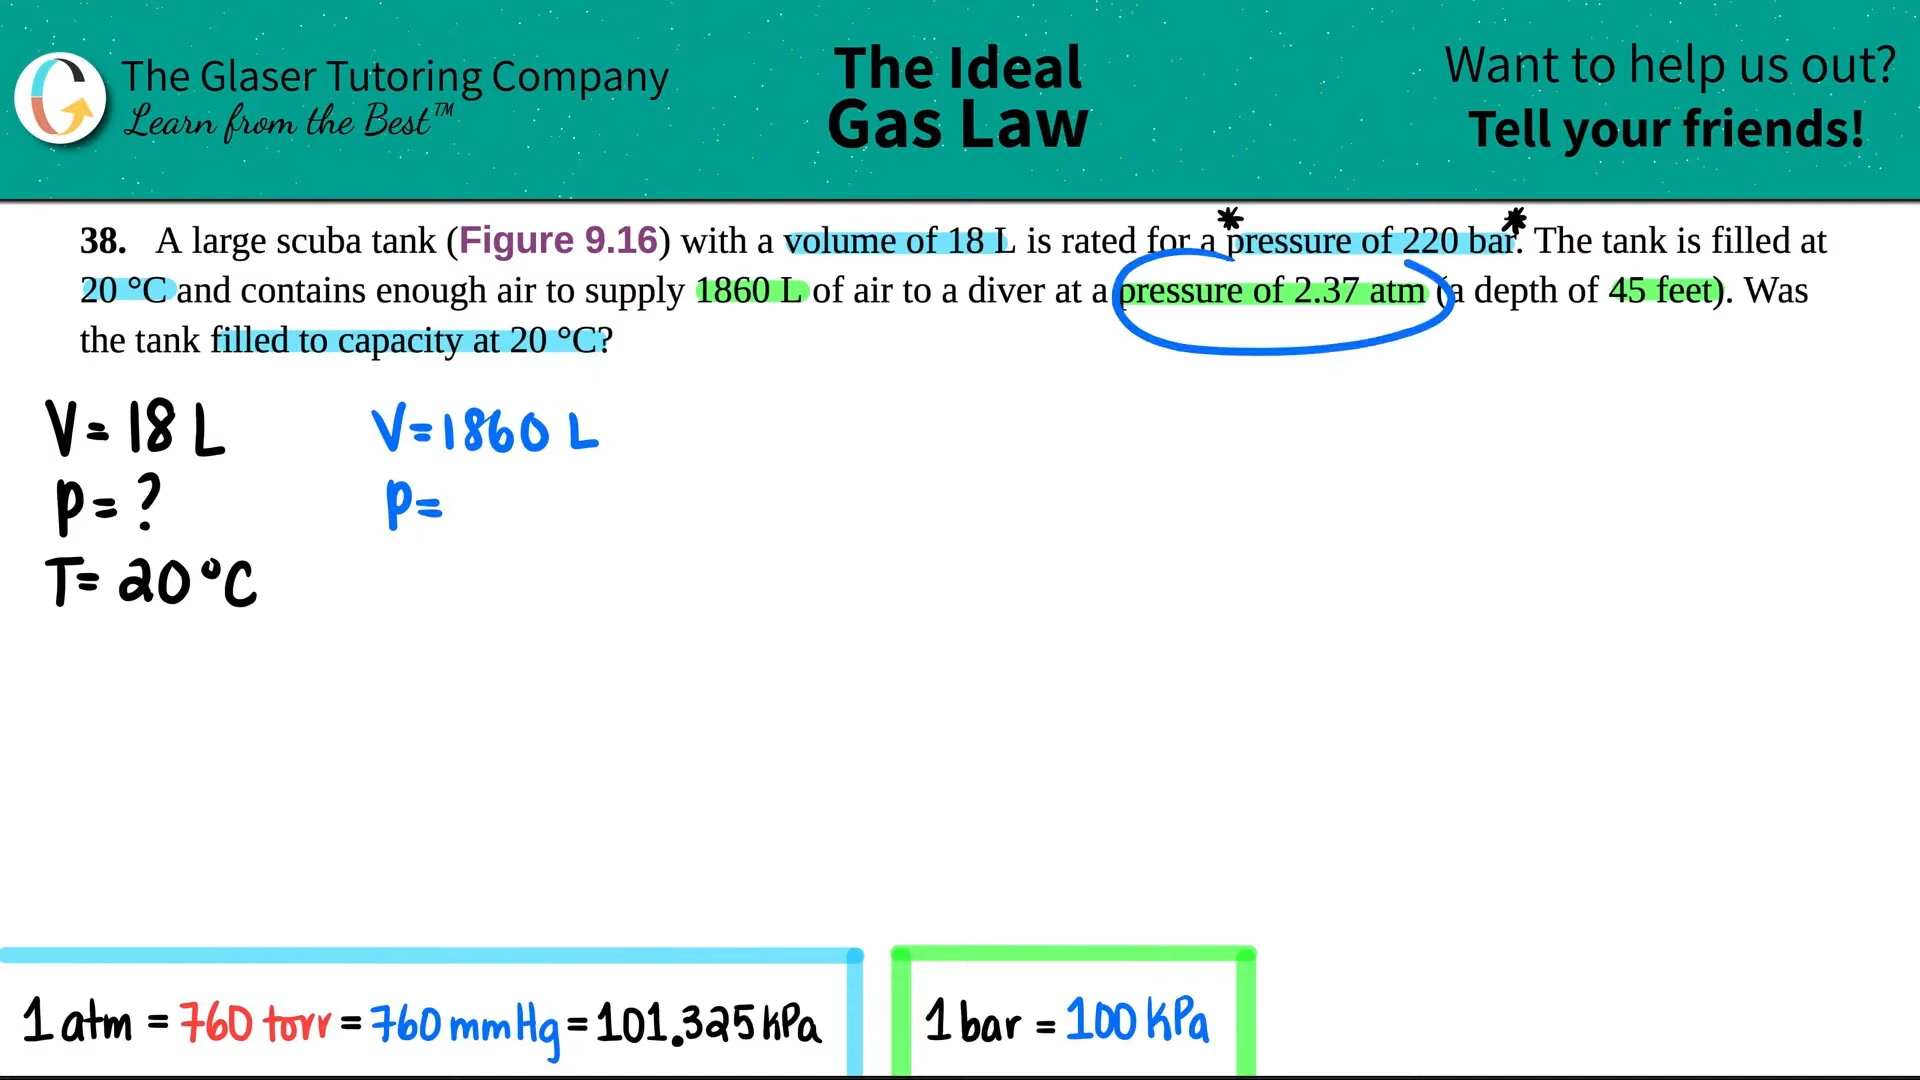 The Glaser Tutoring Company
Learn from the Best™
The Ideal
Gas Law
Want to help us out?
Tell your friends!
38. A large scuba tank (Figure 9.16) with a volume of 18 L is rated for a *pressure of 220 bar*. The tank is filled at
20 °C and contains enough air to supply 1860 L of air to a diver at a pressure of 2.37 atm (a depth of 45 feet). Was
the tank filled to capacity at 20 °C?
V= 18 L
P= ?
T= 20°C
V=1860 L
P=
1 atm = 760 torr = 760 mmHg = 101.325 kPa
1 bar = 100 kPa